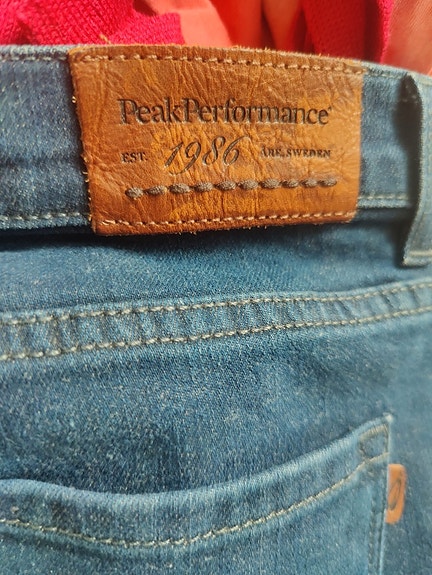 PeakPerformance®
EST. 1986 ÅRE, SWEDEN